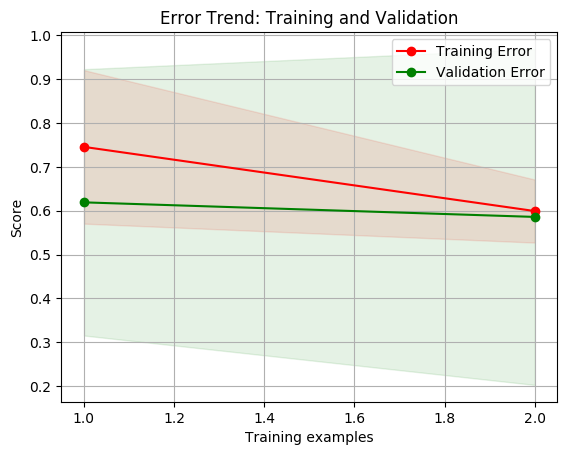 Error Trend: Training and Validation
Training Error
Validation Error
Score
1.0
0.9
0.8
0.7
0.6
0.5
0.4
0.3
0.2
1.0 1.2 1.4 1.6 1.8 2.0
Training examples